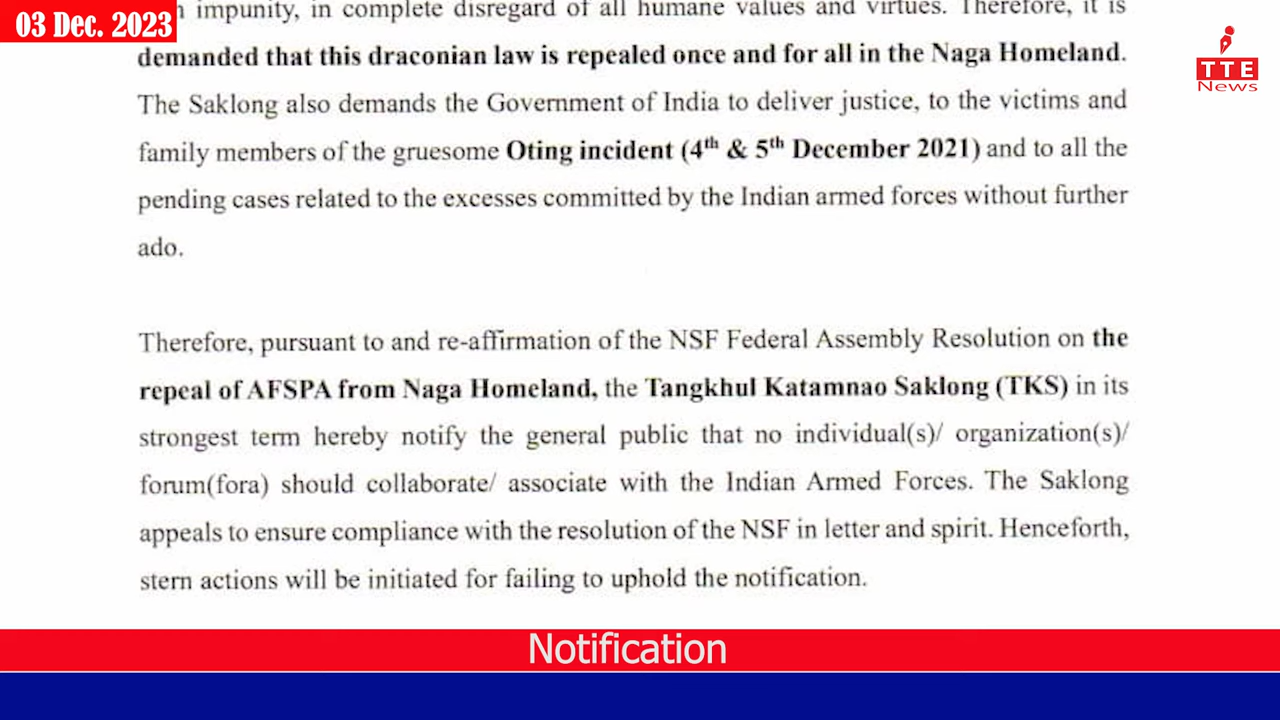 03 Dec. 2023
impunity, in complete disregard of all humane values and virtues. Therefore, it is
demanded that this draconian law is repealed once and for all in the Naga Homeland.
TTE
News
The Saklong also demands the Government of India to deliver justice, to the victims and
family members of the gruesome Oting incident (4th & 5th December 2021) and to all the
pending cases related to the excesses committed by the Indian armed forces without further
ado.
Therefore, pursuant to and re-affirmation of the NSF Federal Assembly Resolution on the
repeal of AFSPA from Naga Homeland, the Tangkhul Katamnao Saklong (TKS) in its
strongest term hereby notify the general public that no individual(s)/ organization(s)/
forum(fora) should collaborate/ associate with the Indian Armed Forces. The Saklong
appeals to ensure compliance with the resolution of the NSF in letter and spirit. Henceforth,
stern actions will be initiated for failing to uphold the notification.
Notification